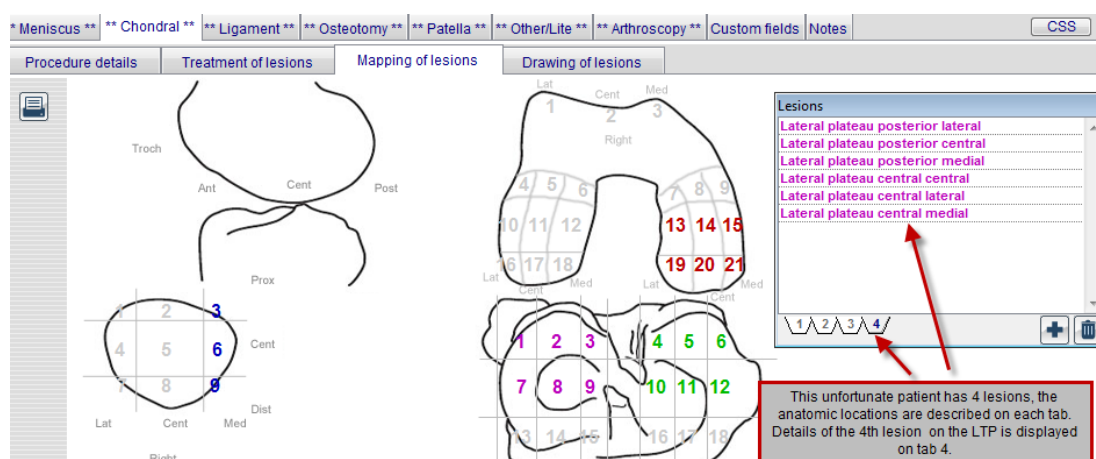 * Meniscus ** ** Chondral ** ** Ligament ** ** Osteotomy ** ** Patella ** ** Other/Lite ** ** Arthroscopy ** Custom fields Notes CSS
Procedure details Treatment of lesions Mapping of lesions Drawing of lesions
Lat Cent Med
1 2 3
Right
Troch
Ant Cent Post
4 5 6 7 8 9
10 11 12 13 14 15
16 17 18 19 20 21
Lat Cent Med Lat Cent Med
Prox
1 2 3
4 5 6 Cent
7 8 9
Dist
Lat Cent Med
Right
1 2 3 4 5 6
7 8 9 10 11 12
13 14 15 16 17 18
Lesions
Lateral plateau posterior lateral
Lateral plateau posterior central
Lateral plateau posterior medial
Lateral plateau central central
Lateral plateau central lateral
Lateral plateau central medial
1 2 3 4
This unfortunate patient has 4 lesions, the
anatomic locations are described on each tab.
Details of the 4th lesion on the LTP is displayed
on tab 4.